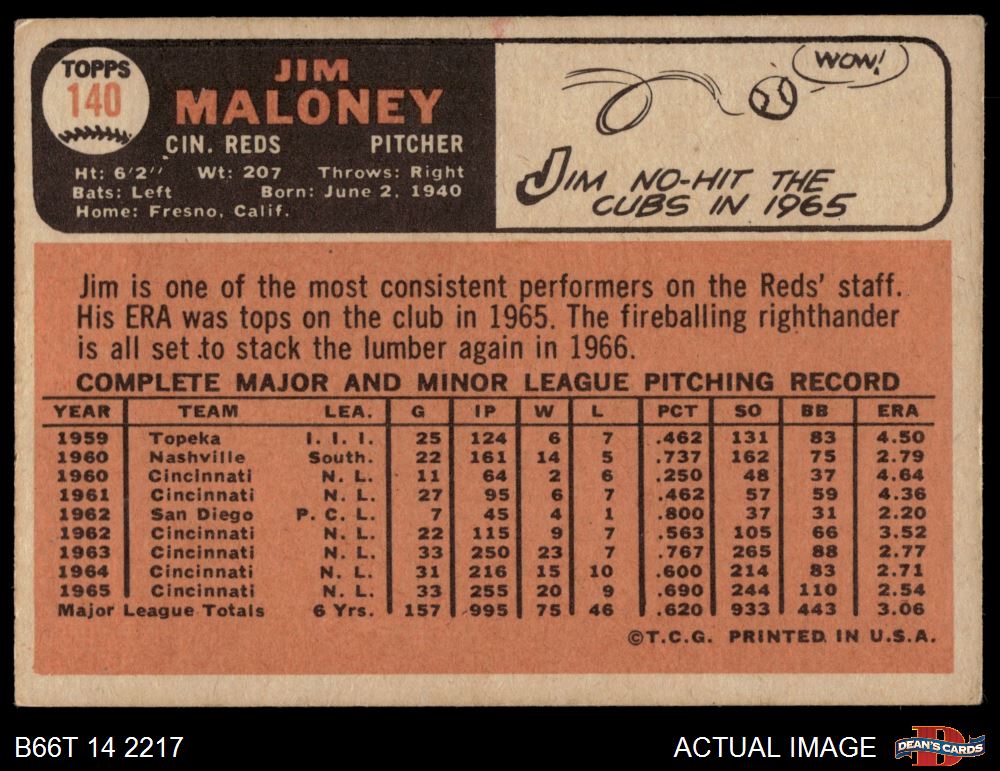 TOPPS
140
JIM
MALONEY
CIN. REDS PITCHER
Ht: 6'2" Wt: 207 Throws: Right
Bats: Left Born: June 2, 1940
Home: Fresno, Calif.
WOW!
JIM NO-HIT THE
CUBS IN 1965
Jim is one of the most consistent performers on the Reds' staff.
His ERA was tops on the club in 1965. The fireballing righthander
is all set to stack the lumber again in 1966.
COMPLETE MAJOR AND MINOR LEAGUE PITCHING RECORD
YEAR TEAM LEA. G IP W L PCT SO BB ERA
1959 Topeka I. I. I. 25 124 6 7 .462 131 83 4.50
1960 Nashville South. 22 161 14 5 .737 162 75 2.79
1960 Cincinnati N. L. 11 64 2 6 .250 48 37 4.64
1961 Cincinnati N. L. 27 95 6 7 .462 57 59 4.36
1962 San Diego P. C. L. 7 45 4 1 .800 37 31 2.20
1962 Cincinnati N. L. 22 115 9 7 .563 105 66 3.52
1963 Cincinnati N. L. 33 250 23 7 .767 265 88 2.77
1964 Cincinnati N. L. 31 216 15 10 .600 214 83 2.71
1965 Cincinnati N. L. 33 255 20 9 .690 244 110 2.54
Major League Totals 6 Yrs. 157 995 75 46 .620 933 443 3.06
©T.C.G. PRINTED IN U.S.A.
B66T 14 2217 ACTUAL IMAGE DEAN'S CARDS